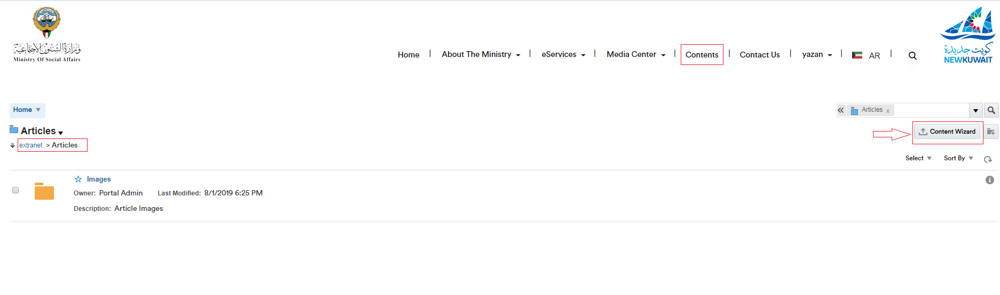 وزارة الشئون الاجتماعية
Ministry Of Social Affairs
Home | About The Ministry | eServices | Media Center | Contents | Contact Us | yazan | AR |
كويت جديدة
NEWKUWAIT
Home
Articles x
Articles
Content Wizard
extranet > Articles
Select Sort By
Images
Owner: Portal Admin Last Modified: 8/1/2019 6:25 PM
Description: Article Images